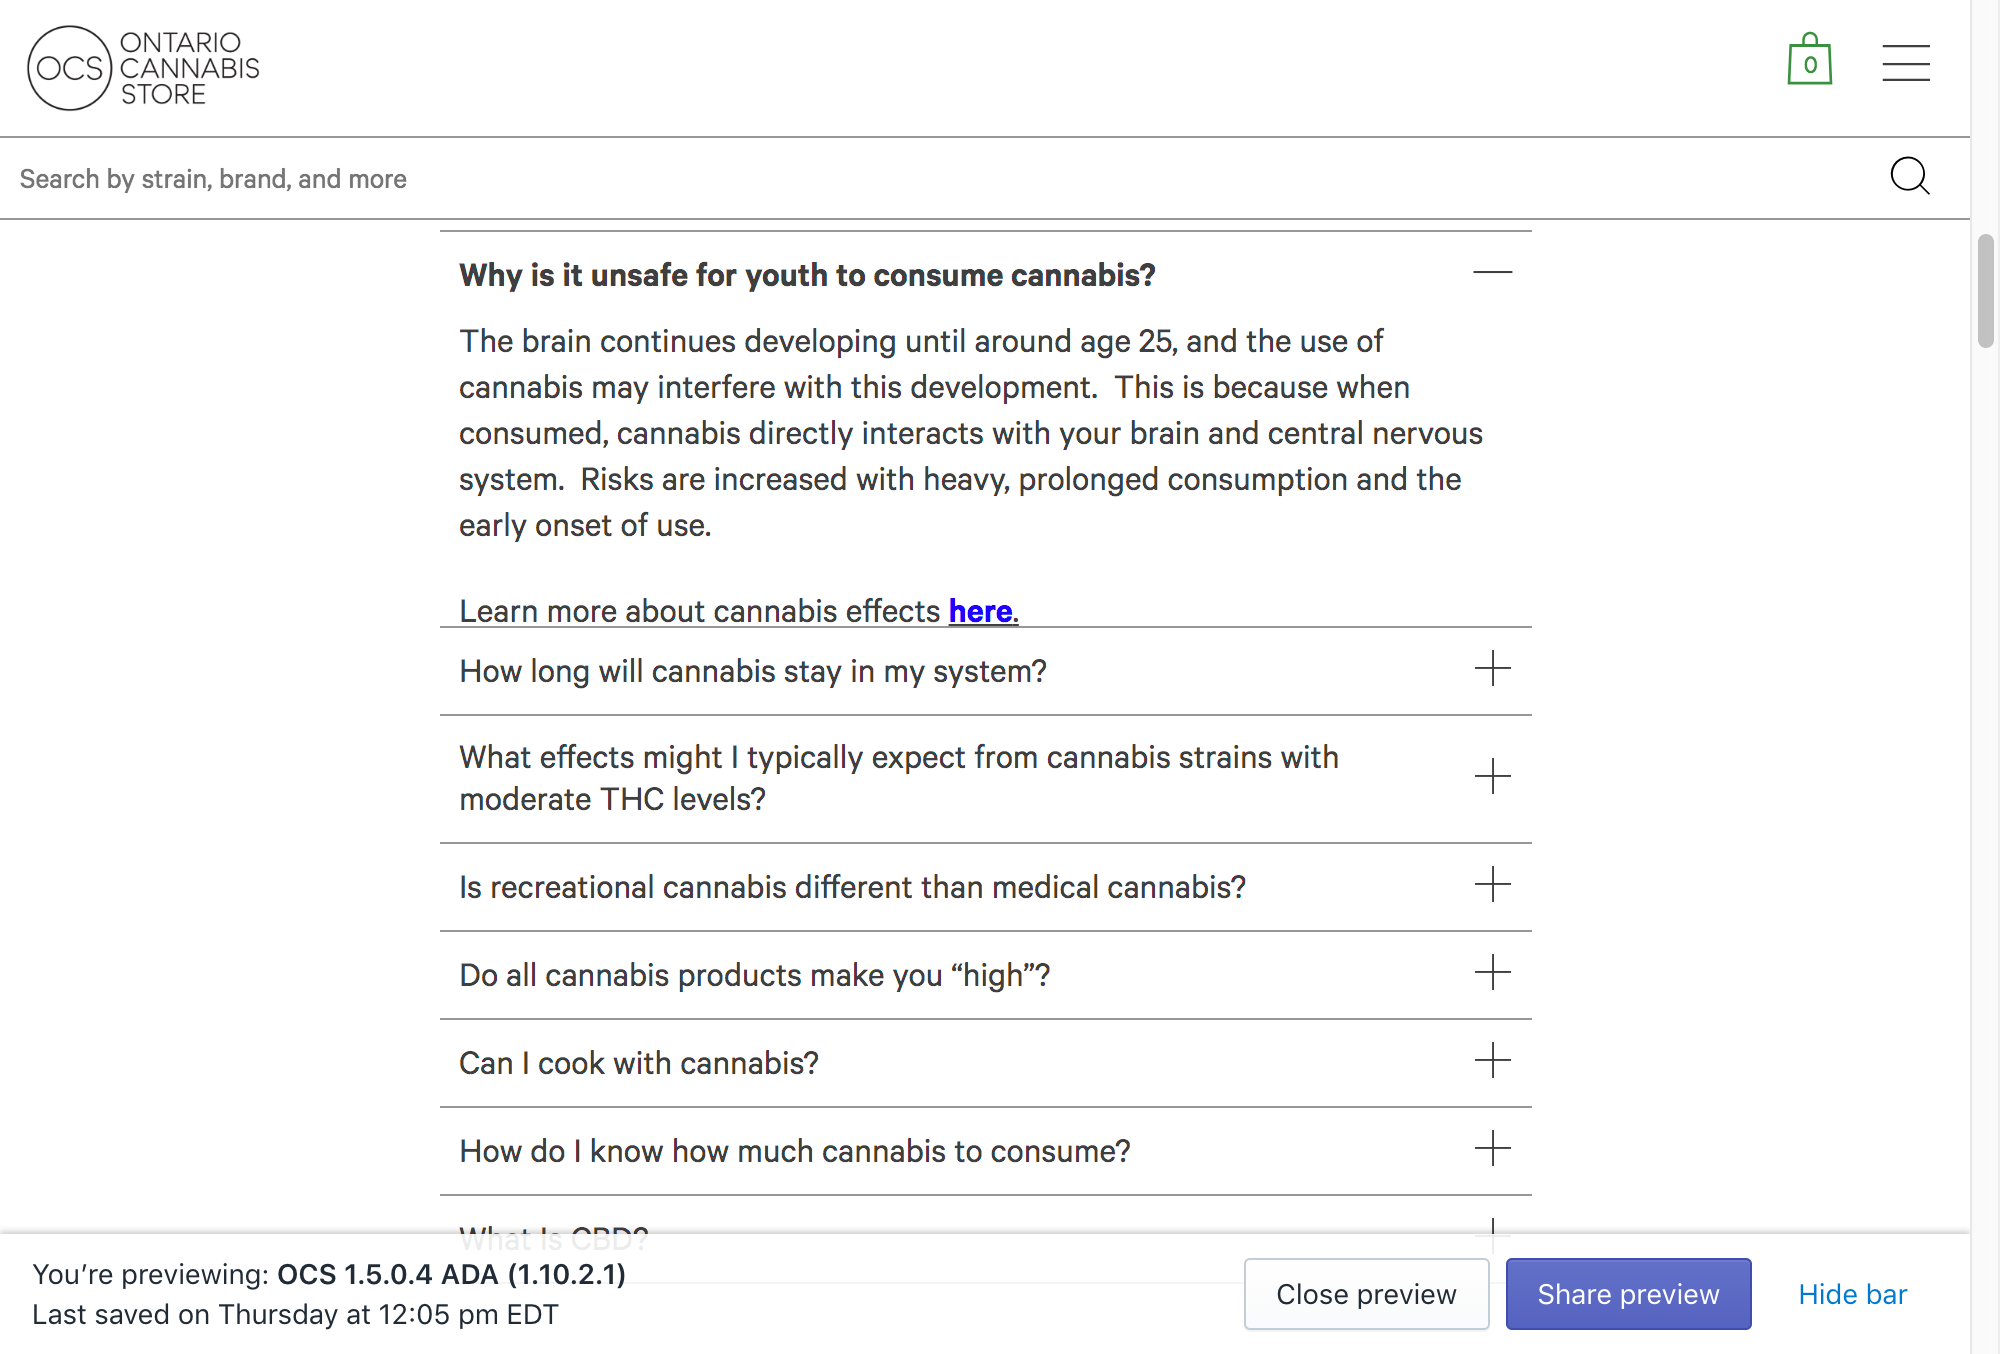 OCS
ONTARIO
CANNABIS
STORE
0
Search by strain, brand, and more
Why is it unsafe for youth to consume cannabis?
The brain continues developing until around age 25, and the use of
cannabis may interfere with this development.  This is because when
consumed, cannabis directly interacts with your brain and central nervous
system.  Risks are increased with heavy, prolonged consumption and the
early onset of use.
Learn more about cannabis effects here.
How long will cannabis stay in my system?
What effects might I typically expect from cannabis strains with
moderate THC levels?
Is recreational cannabis different than medical cannabis?
Do all cannabis products make you “high”?
Can I cook with cannabis?
How do I know how much cannabis to consume?
What Is CBD?
You’re previewing: OCS 1.5.0.4 ADA (1.10.2.1)
Last saved on Thursday at 12:05 pm EDT
Close preview
Share preview
Hide bar